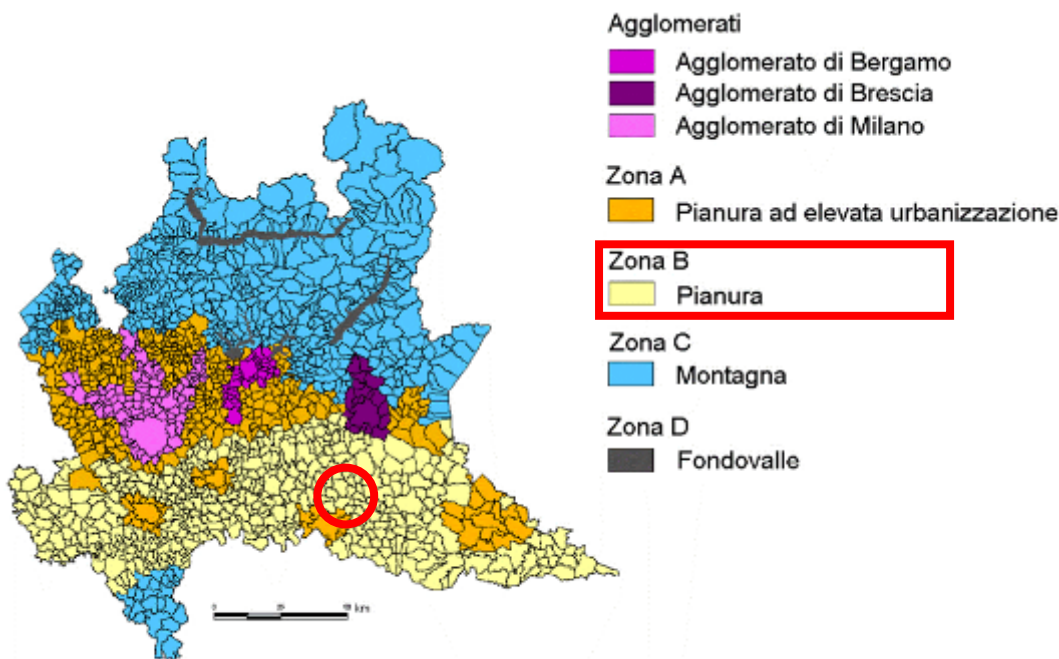 Agglomerati
Agglomerato di Bergamo
Agglomerato di Brescia
Agglomerato di Milano
Zona A
Pianura ad elevata urbanizzazione
Zona B
Pianura
Zona C
Montagna
Zona D
Fondovalle
km